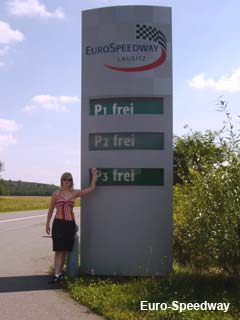 EUROSPEEDWAY
LAUSITZ
P1 frei
P2 frei
P3 frei
Euro-Speedway